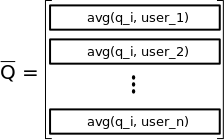 avg(q_i, user_1)
avg(q_i, user_2)
Q̅ =
⋮
avg(q_i, user_n)